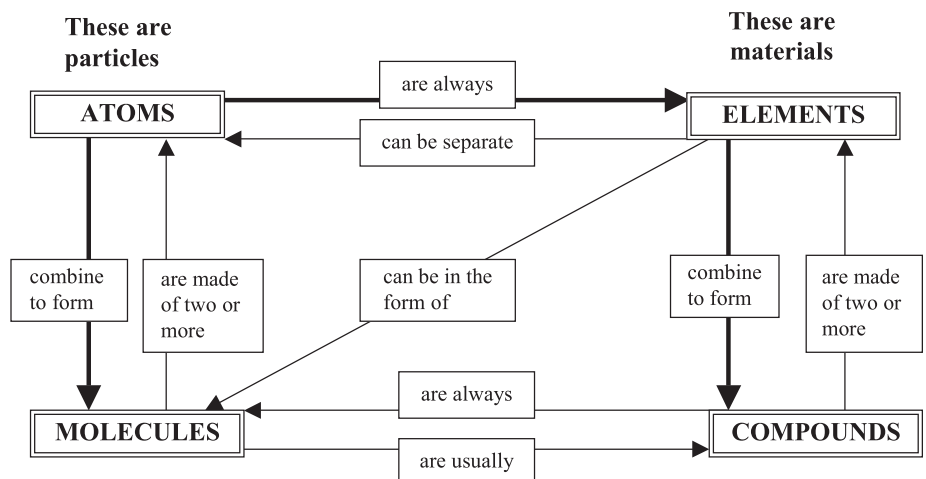 These are
particles
These are
materials
are always
ATOMS
ELEMENTS
can be separate
combine
to form
are made
of two or
more
can be in the
form of
combine
to form
are made
of two or
more
are always
MOLECULES
COMPOUNDS
are usually